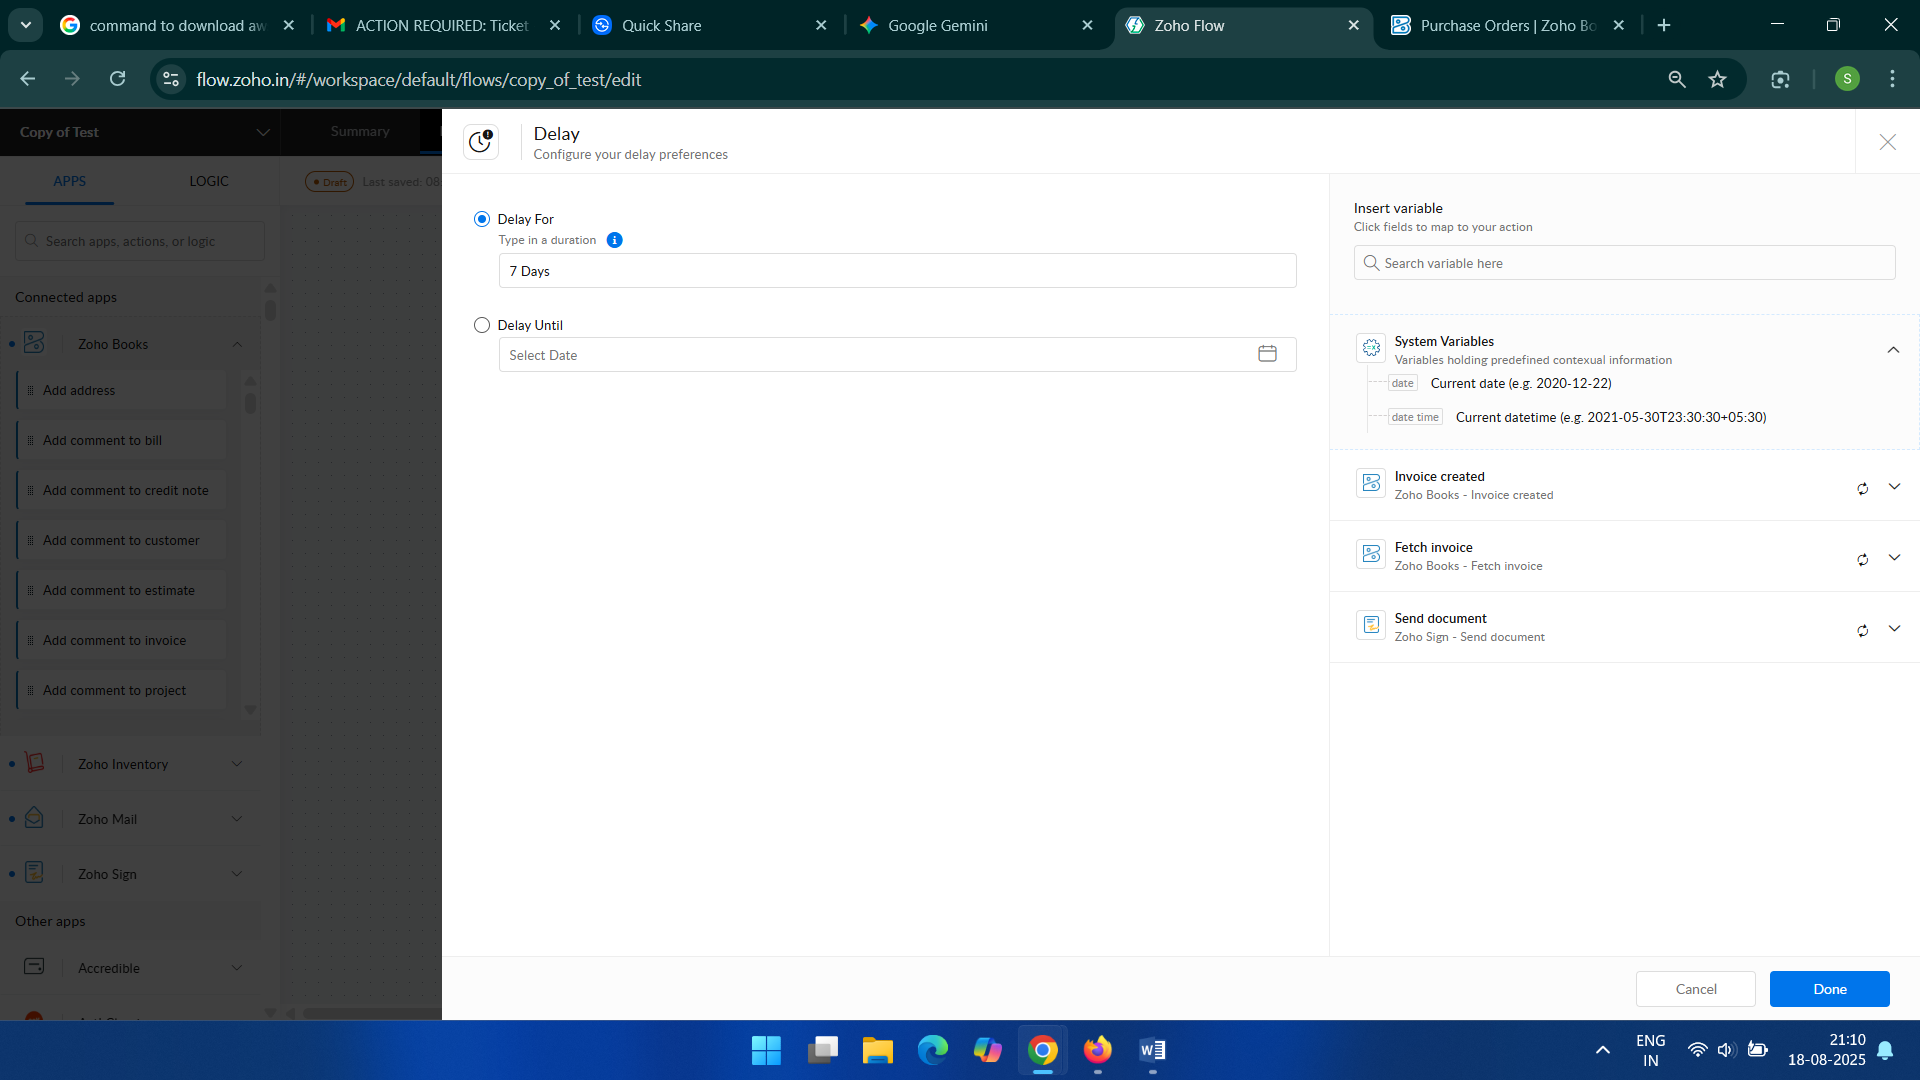 command to download aw
ACTION REQUIRED: Ticket
Quick Share
Google Gemini
Zoho Flow
Purchase Orders | Zoho Bo
flow.zoho.in/#/workspace/default/flows/copy_of_test/edit
S
Copy of Test
Summary
APPS
LOGIC
Draft
Last saved: 08
Search apps, actions, or logic
Connected apps
Zoho Books
Add address
Add comment to bill
Add comment to credit note
Add comment to customer
Add comment to estimate
Add comment to invoice
Add comment to project
Zoho Inventory
Zoho Mail
Zoho Sign
Other apps
Accredible
Delay
Configure your delay preferences
Delay For
Type in a duration
7 Days
Delay Until
Select Date
Insert variable
Click fields to map to your action
Search variable here
System Variables
Variables holding predefined contexual information
date Current date (e.g. 2020-12-22)
date time Current datetime (e.g. 2021-05-30T23:30:30+05:30)
Invoice created
Zoho Books - Invoice created
Fetch invoice
Zoho Books - Fetch invoice
Send document
Zoho Sign - Send document
Cancel
Done
ENG
IN
21:10
18-08-2025